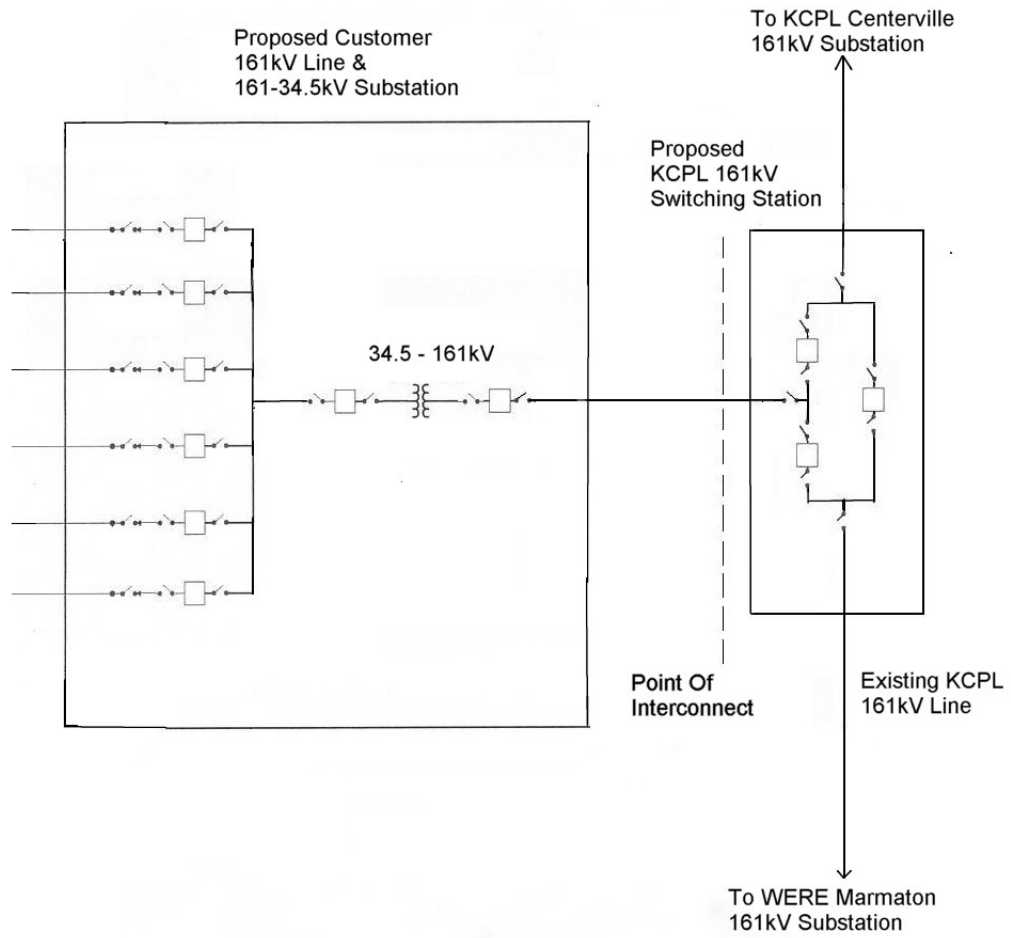 To KCPL Centerville
161kV Substation
Proposed Customer
161kV Line &
161-34.5kV Substation
Proposed
KCPL 161kV
Switching Station
34.5 - 161kV
Point Of
Interconnect
Existing KCPL
161kV Line
To WERE Marmaton
161kV Substation